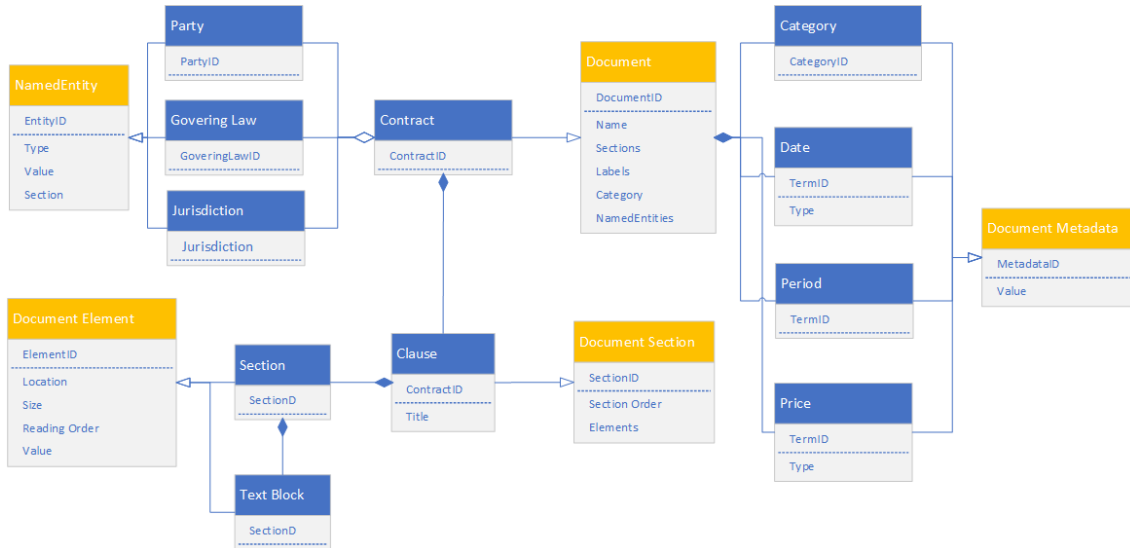 Party
PartyID
NamedEntity
EntityID
Type
Value
Section
Govering Law
GoveringLawID
Jurisdiction
Jurisdiction
Contract
ContractID
Document
DocumentID
Name
Sections
Labels
Category
NamedEntities
Category
CategoryID
Date
TermID
Type
Period
TermID
Price
TermID
Type
Document Metadata
MetadataID
Value
Document Element
ElementID
Location
Size
Reading Order
Value
Section
SectionD
Text Block
SectionD
Clause
ContractID
Title
Document Section
SectionID
Section Order
Elements